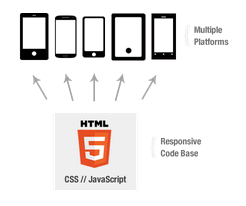 Multiple
Platforms
HTML
5
Responsive
Code Base
CSS // JavaScript